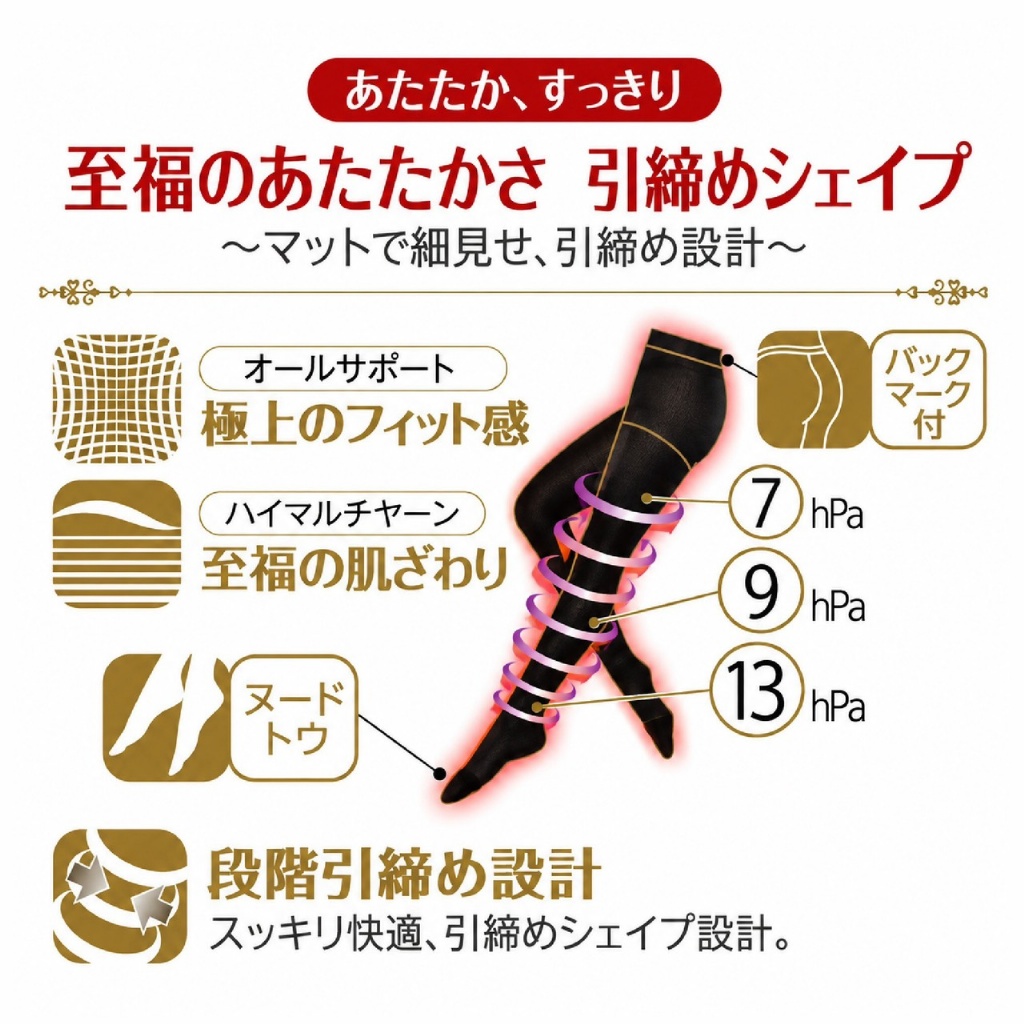 あたたか、すっきり
至福のあたたかさ 引締めシェイプ
～マットで細見せ、引締め設計～
オールサポート
極上のフィット感
バック
マーク
付
ハイマルチヤーン
至福の肌ざわり
7 hPa
9 hPa
13 hPa
ヌード
トウ
段階引締め設計
スッキリ快適、引締めシェイプ設計。